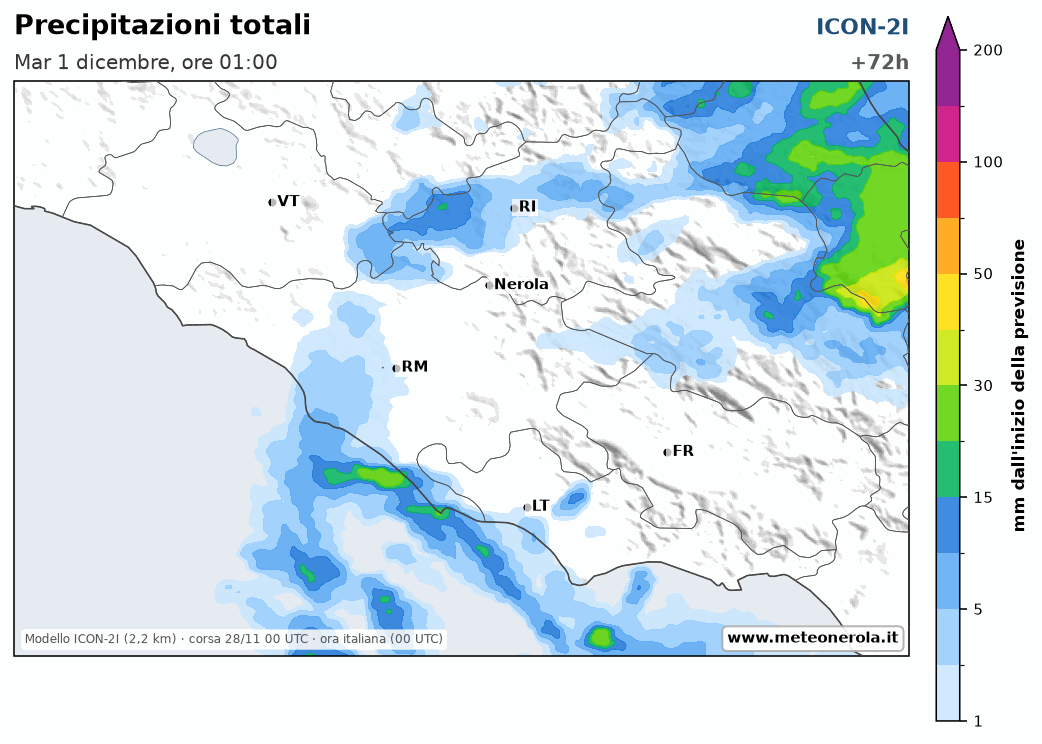 Precipitazioni totali
ICON-2I
Mar 1 dicembre, ore 01:00
+72h
200
100
50
30
15
5
1
mm dall'inizio della previsione
VT
RI
Nerola
RM
FR
LT
Modello ICON-2I (2,2 km) · corsa 28/11 00 UTC · ora italiana (00 UTC)
www.meteonerola.it